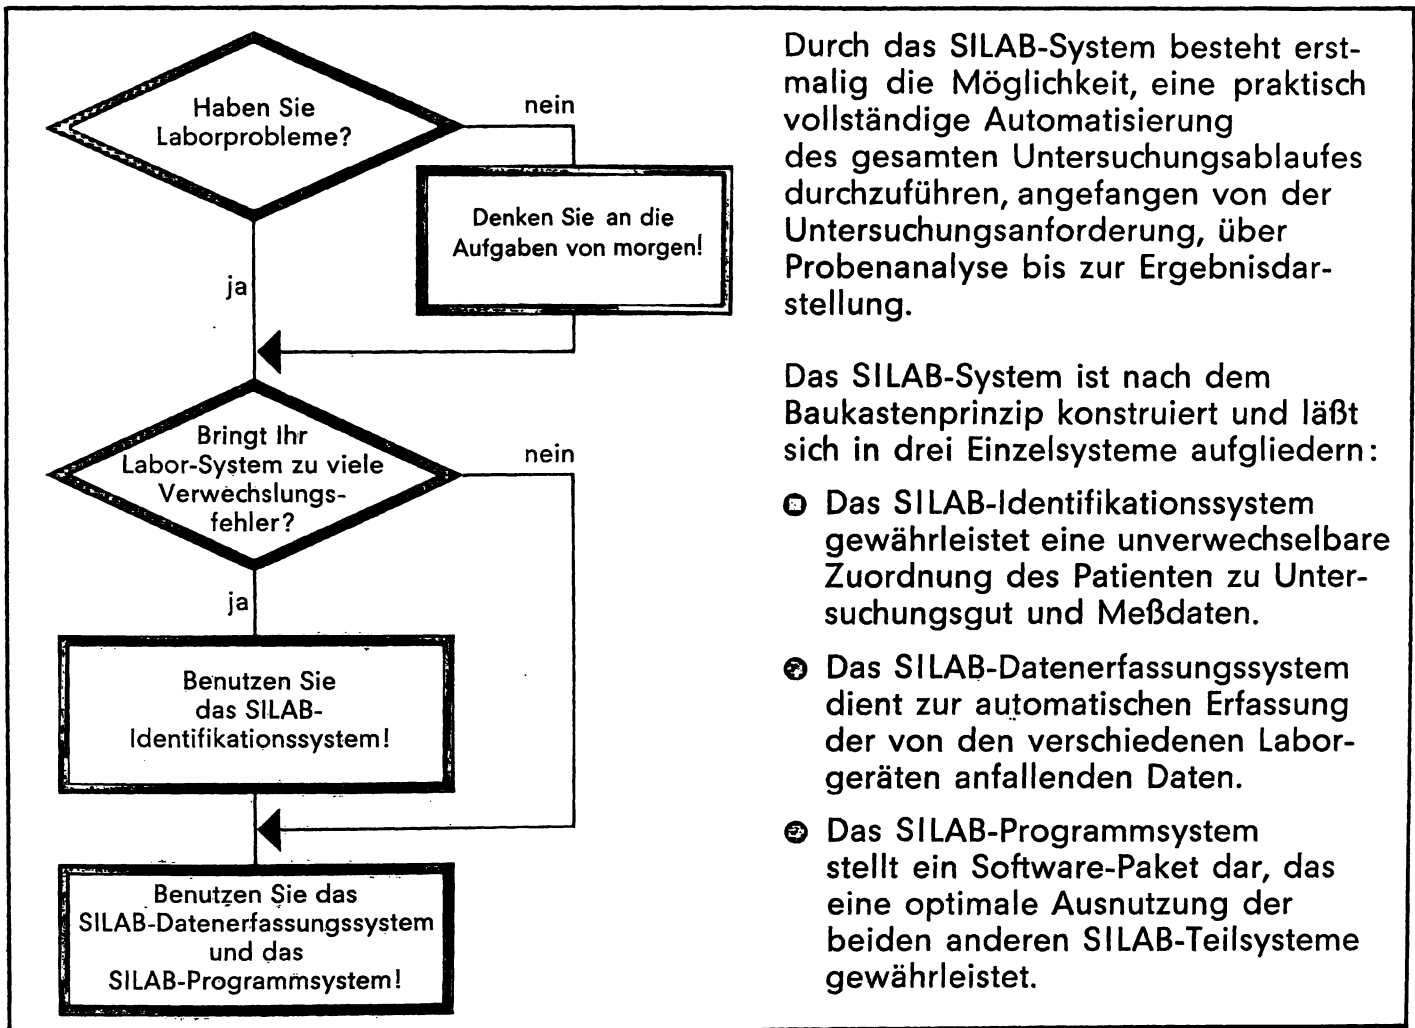 Haben Sie
Laborprobleme?
nein
Denken Sie an die
Aufgaben von morgen!
ja
Bringt Ihr
Labor-System zu viele
Verwechslungs-
fehler?
nein
ja
Benutzen Sie
das SILAB-
Identifikationssystem!
Benutzen Sie das
SILAB-Datenerfassungssystem
und das
SILAB-Programmsystem!
Durch das SILAB-System besteht erst-
malig die Möglichkeit, eine praktisch
vollständige Automatisierung
des gesamten Untersuchungsablaufes
durchzuführen, angefangen von der
Untersuchungsanforderung, über
Probenanalyse bis zur Ergebnisdar-
stellung.
Das SILAB-System ist nach dem
Baukastenprinzip konstruiert und läßt
sich in drei Einzelsysteme aufgliedern:
Das SILAB-Identifikationssystem
gewährleistet eine unverwechselbare
Zuordnung des Patienten zu Unter-
suchungsgut und Meßdaten.
Das SILAB-Datenerfassungssystem
dient zur automatischen Erfassung
der von den verschiedenen Labor-
geräten anfallenden Daten.
Das SILAB-Programmsystem
stellt ein Software-Paket dar, das
eine optimale Ausnutzung der
beiden anderen SILAB-Teilsysteme
gewährleistet.